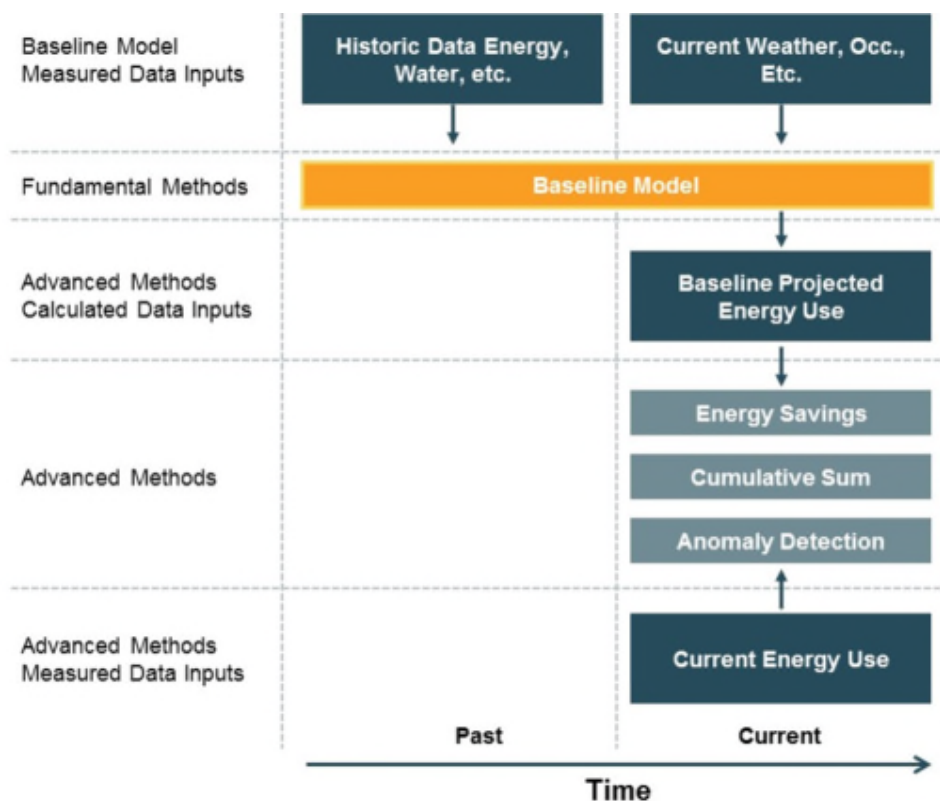 Baseline Model
Measured Data Inputs
Historic Data Energy,
Water, etc.
Current Weather, Occ.,
Etc.
Fundamental Methods
Baseline Model
Advanced Methods
Calculated Data Inputs
Baseline Projected
Energy Use
Advanced Methods
Energy Savings
Cumulative Sum
Anomaly Detection
Advanced Methods
Measured Data Inputs
Current Energy Use
Past
Current
Time